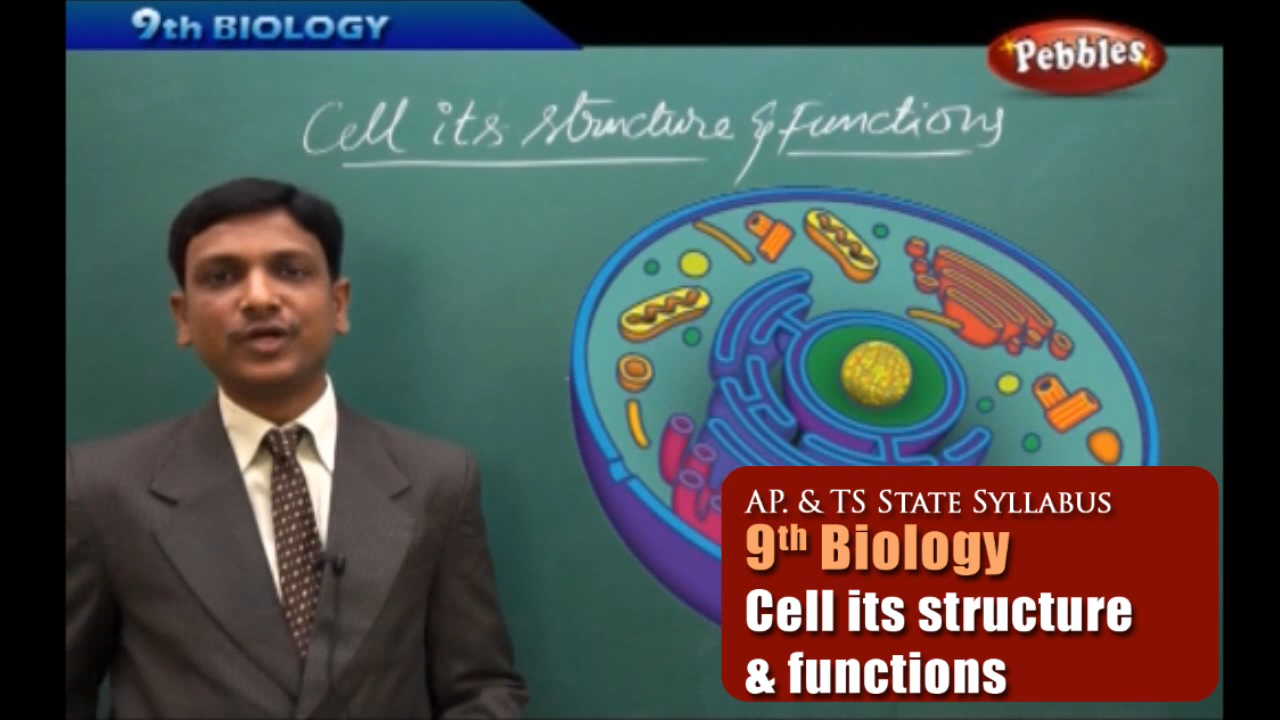 9th BIOLOGY
Pebbles
Cell its structure & functions
AP. & TS STATE SYLLABUS
9th Biology
Cell its structure
& functions